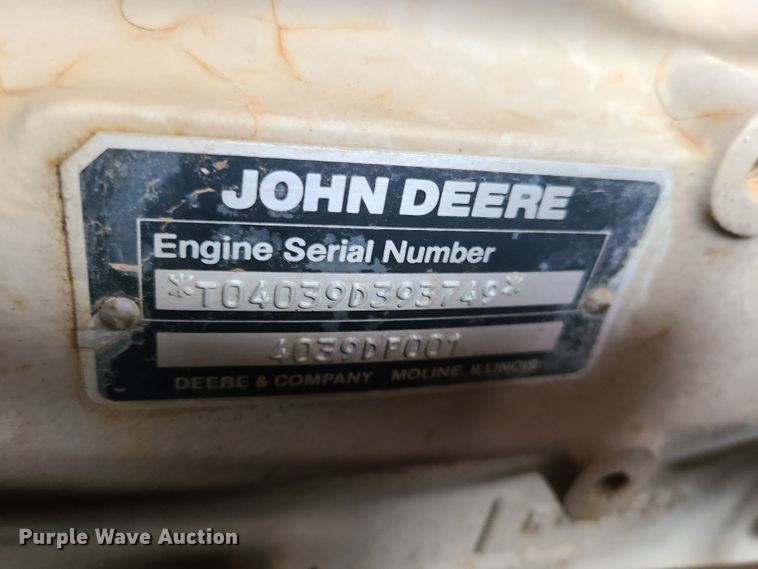 JOHN DEERE
Engine Serial Number
*T04039D393749*
4039DF001
DEERE & COMPANY MOLINE, ILLINOIS
Purple Wave Auction